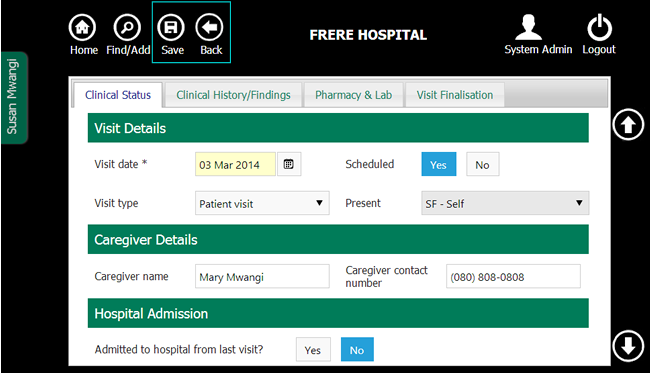 Home Find/Add Save Back
FRERE HOSPITAL
System Admin Logout
Susan Mwangi
Clinical Status Clinical History/Findings Pharmacy & Lab Visit Finalisation
Visit Details
Visit date * 03 Mar 2014 Scheduled Yes No
Visit type Patient visit Present SF - Self
Caregiver Details
Caregiver name Mary Mwangi Caregiver contact
number (080) 808-0808
Hospital Admission
Admitted to hospital from last visit? Yes No